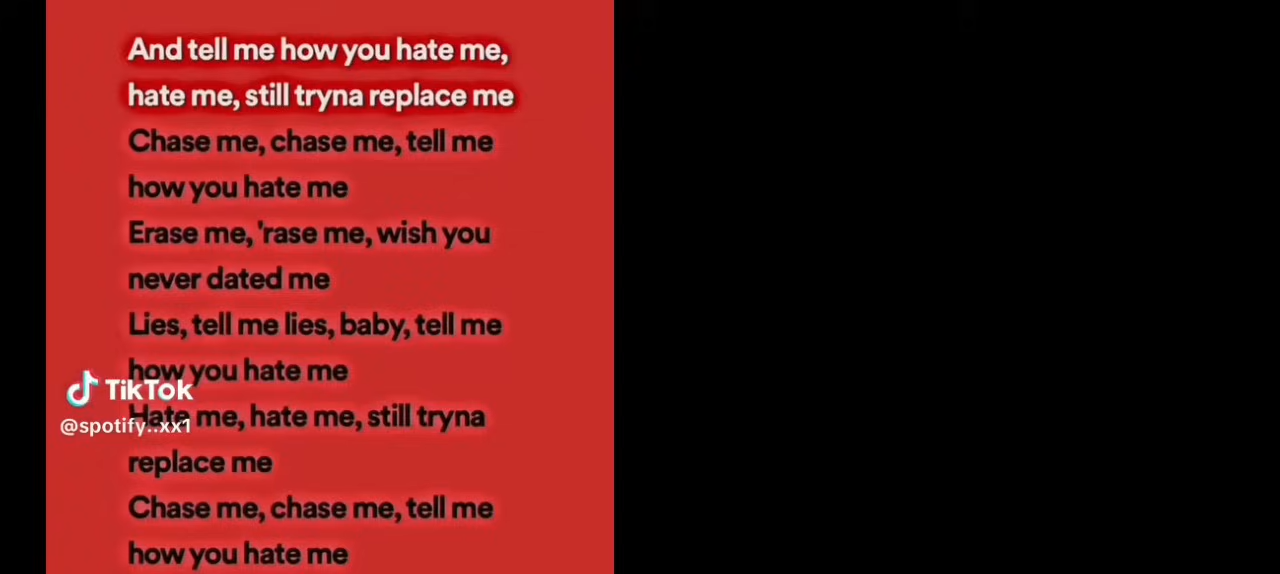 And tell me how you hate me,
hate me, still tryna replace me
Chase me, chase me, tell me
how you hate me
Erase me, 'rase me, wish you
never dated me
Lies, tell me lies, baby, tell me
how you hate me
TikTok
Hate me, hate me, still tryna
@spotify..xx1
replace me
Chase me, chase me, tell me
how you hate me